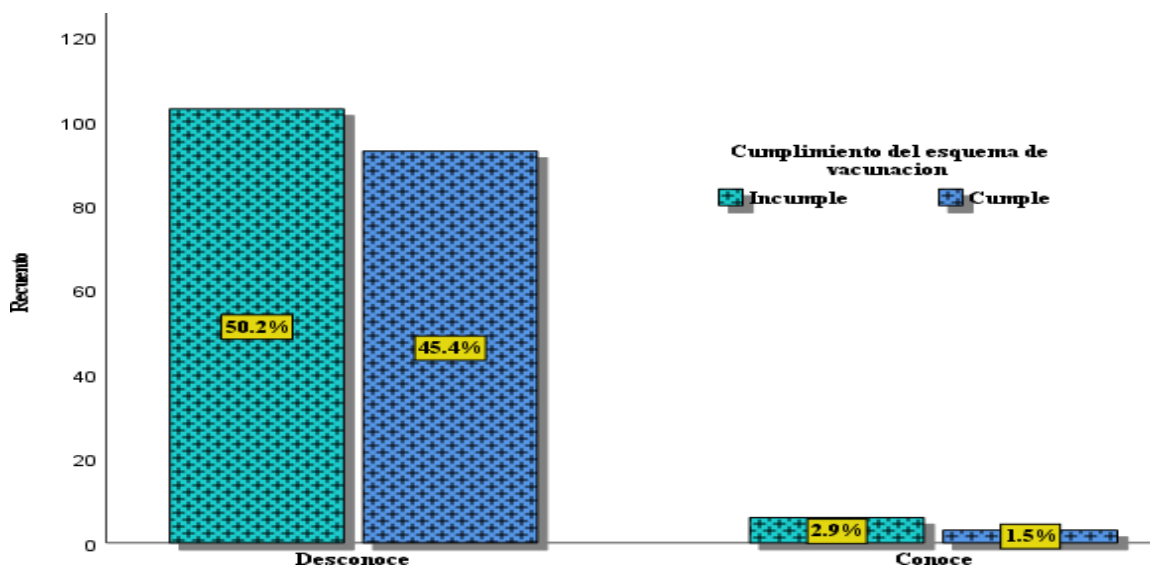 120
100
80
60
40
20
0
Recuento
Cumplimiento del esquema de
vacunacion
Incumple Cumple
50.2%
45.4%
2.9%
1.5%
Desconoce Conoce